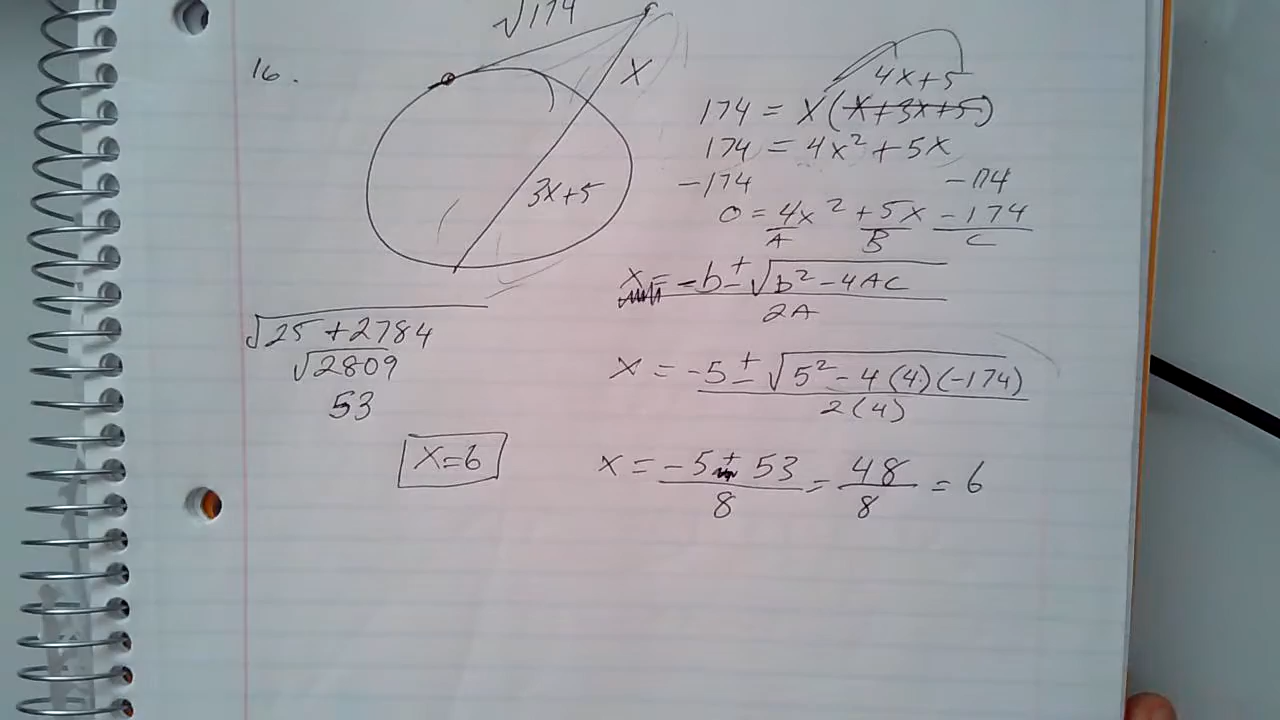 √174
16.
X
4x+5
174 = X(x+3x+5)
174 = 4x² + 5x
-174 -174
3x+5
0 = 4x² +5x -174
A B C
x = -b ± √b² - 4AC
2A
√25 + 2784
√2809
53
x = -5 ± √5² - 4(4)(-174)
2(4)
X=6
x = -5 + 53 = 48 = 6
8 8